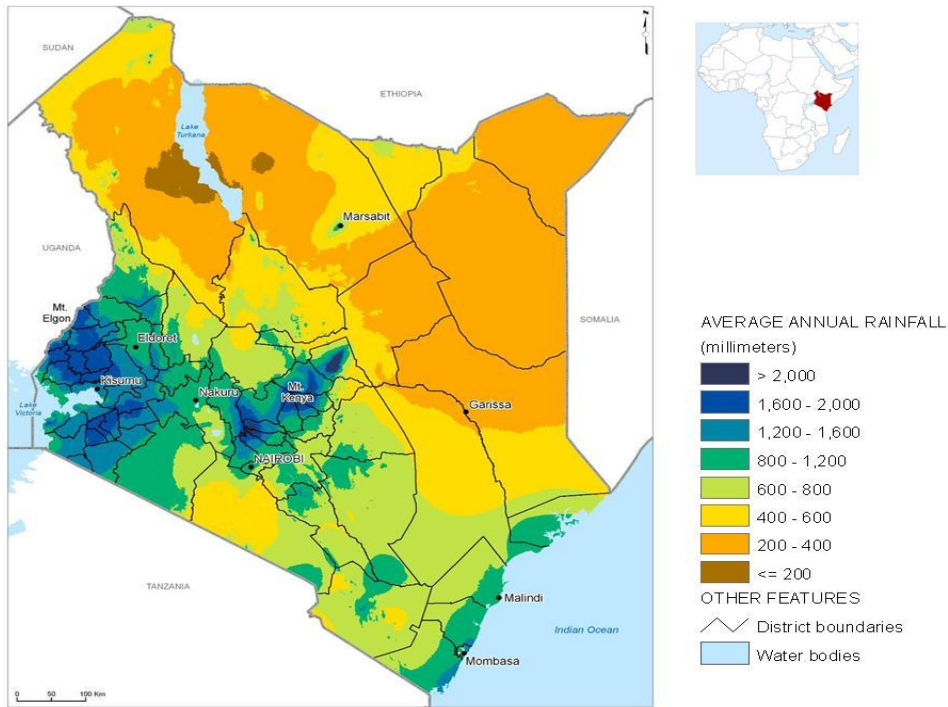 SUDAN
ETHIOPIA
Lake
Turkana
Marsabit
UGANDA
SOMALIA
Mt.
Elgon
Eldoret
Kisumu
Nakuru
Mt.
Kenya
Lake
Victoria
Garissa
NAIROBI
TANZANIA
Malindi
Indian Ocean
Mombasa
0 50 100 Km
AVERAGE ANNUAL RAINFALL
(millimeters)
> 2,000
1,600 - 2,000
1,200 - 1,600
800 - 1,200
600 - 800
400 - 600
200 - 400
<= 200
OTHER FEATURES
District boundaries
Water bodies